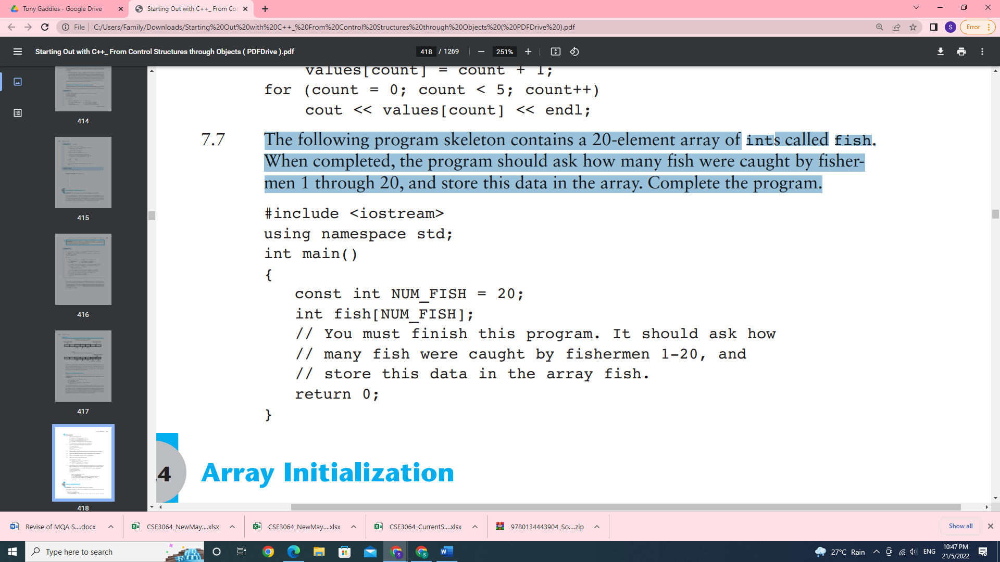 Tony Gaddies - Google Drive
Starting Out with C++_ From Cor
File
C:/Users/Family/Downloads/Starting%20Out%20with%20C++_%20From%20Control%20Structures%20through%20Objects%20(%20PDFDrive%20).pdf
S
Error
Starting Out with C++_ From Control Structures through Objects ( PDFDrive ).pdf
418 / 1269
251%
414
415
416
417
418
values[count] = count + 1;
for (count = 0; count < 5; count++)
cout << values[count] << endl;
7.7 The following program skeleton contains a 20-element array of ints called fish.
When completed, the program should ask how many fish were caught by fisher-
men 1 through 20, and store this data in the array. Complete the program.
#include <iostream>
using namespace std;
int main()
{
const int NUM_FISH = 20;
int fish[NUM_FISH];
// You must finish this program. It should ask how
// many fish were caught by fishermen 1–20, and
// store this data in the array fish.
return 0;
}
.4 Array Initialization
Revise of MQA S....docx
CSE3064_NewMay....xlsx
CSE3064_NewMay....xlsx
CSE3064_CurrentS....xlsx
9780134443904_So....zip
Show all
Type here to search
27°C Rain
ENG
10:47 PM
21/5/2022